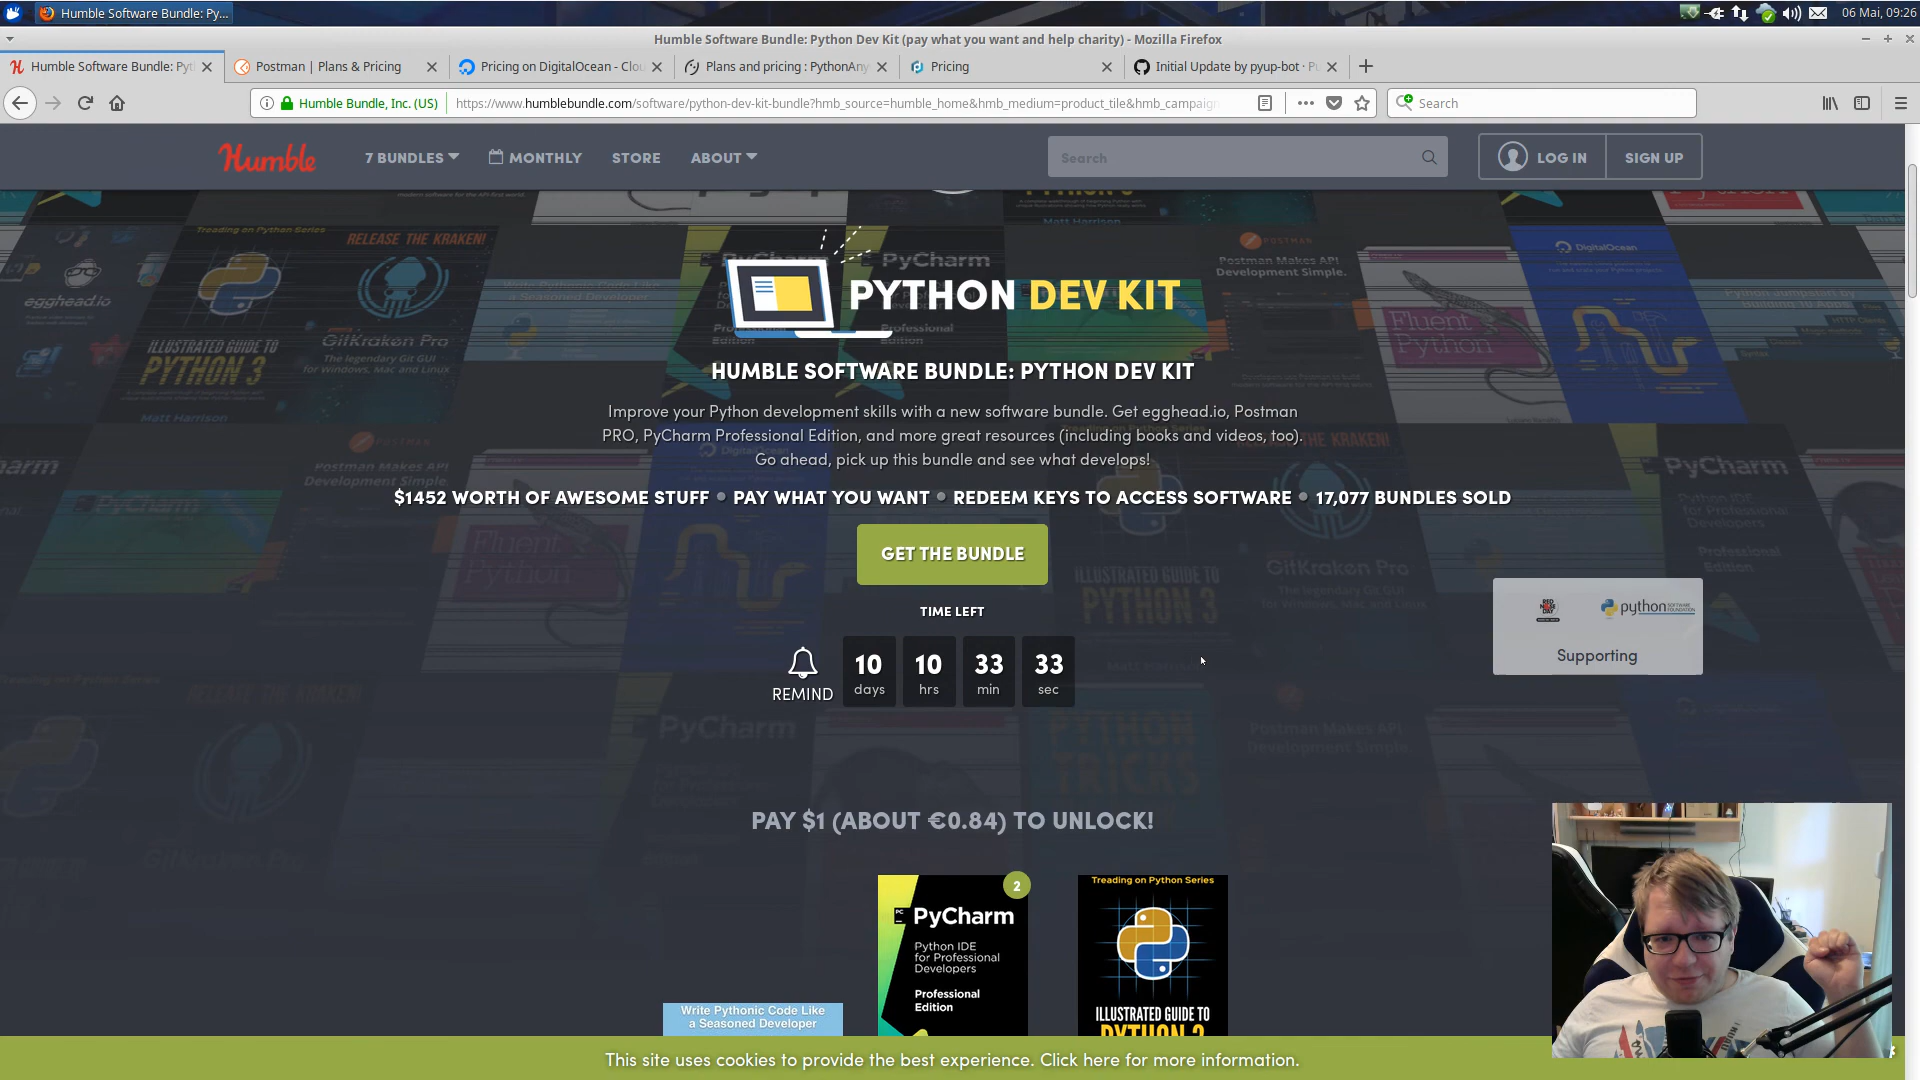 Humble Software Bundle: Py...
06 Mai, 09:26
Humble Software Bundle: Python Dev Kit (pay what you want and help charity) - Mozilla Firefox
Humble Software Bundle: Pyt
Postman | Plans & Pricing
Pricing on DigitalOcean - Clou
Plans and pricing : PythonAny
Pricing
Initial Update by pyup-bot · Pu
Humble Bundle, Inc. (US)
https://www.humblebundle.com/software/python-dev-kit-bundle?hmb_source=humble_home&hmb_medium=product_tile&hmb_campaign
Search
Humble
7 BUNDLES
MONTHLY
STORE
ABOUT
Search
LOG IN
SIGN UP
PYTHON DEV KIT
HUMBLE SOFTWARE BUNDLE: PYTHON DEV KIT
Improve your Python development skills with a new software bundle. Get egghead.io, Postman
PRO, PyCharm Professional Edition, and more great resources (including books and videos, too).
Go ahead, pick up this bundle and see what develops!
$1452 WORTH OF AWESOME STUFF • PAY WHAT YOU WANT • REDEEM KEYS TO ACCESS SOFTWARE • 17,077 BUNDLES SOLD
GET THE BUNDLE
TIME LEFT
REMIND
10 10 33 33
days hrs min sec
RED NOSE DAY
python
Supporting
PAY $1 (ABOUT €0.84) TO UNLOCK!
Write Pythonic Code Like
a Seasoned Developer
2
PC
PyCharm
Python IDE
for Professional
Developers
Professional
Edition
Treading on Python Series
ILLUSTRATED GUIDE TO
PYTHON 3
This site uses cookies to provide the best experience. Click here for more information.